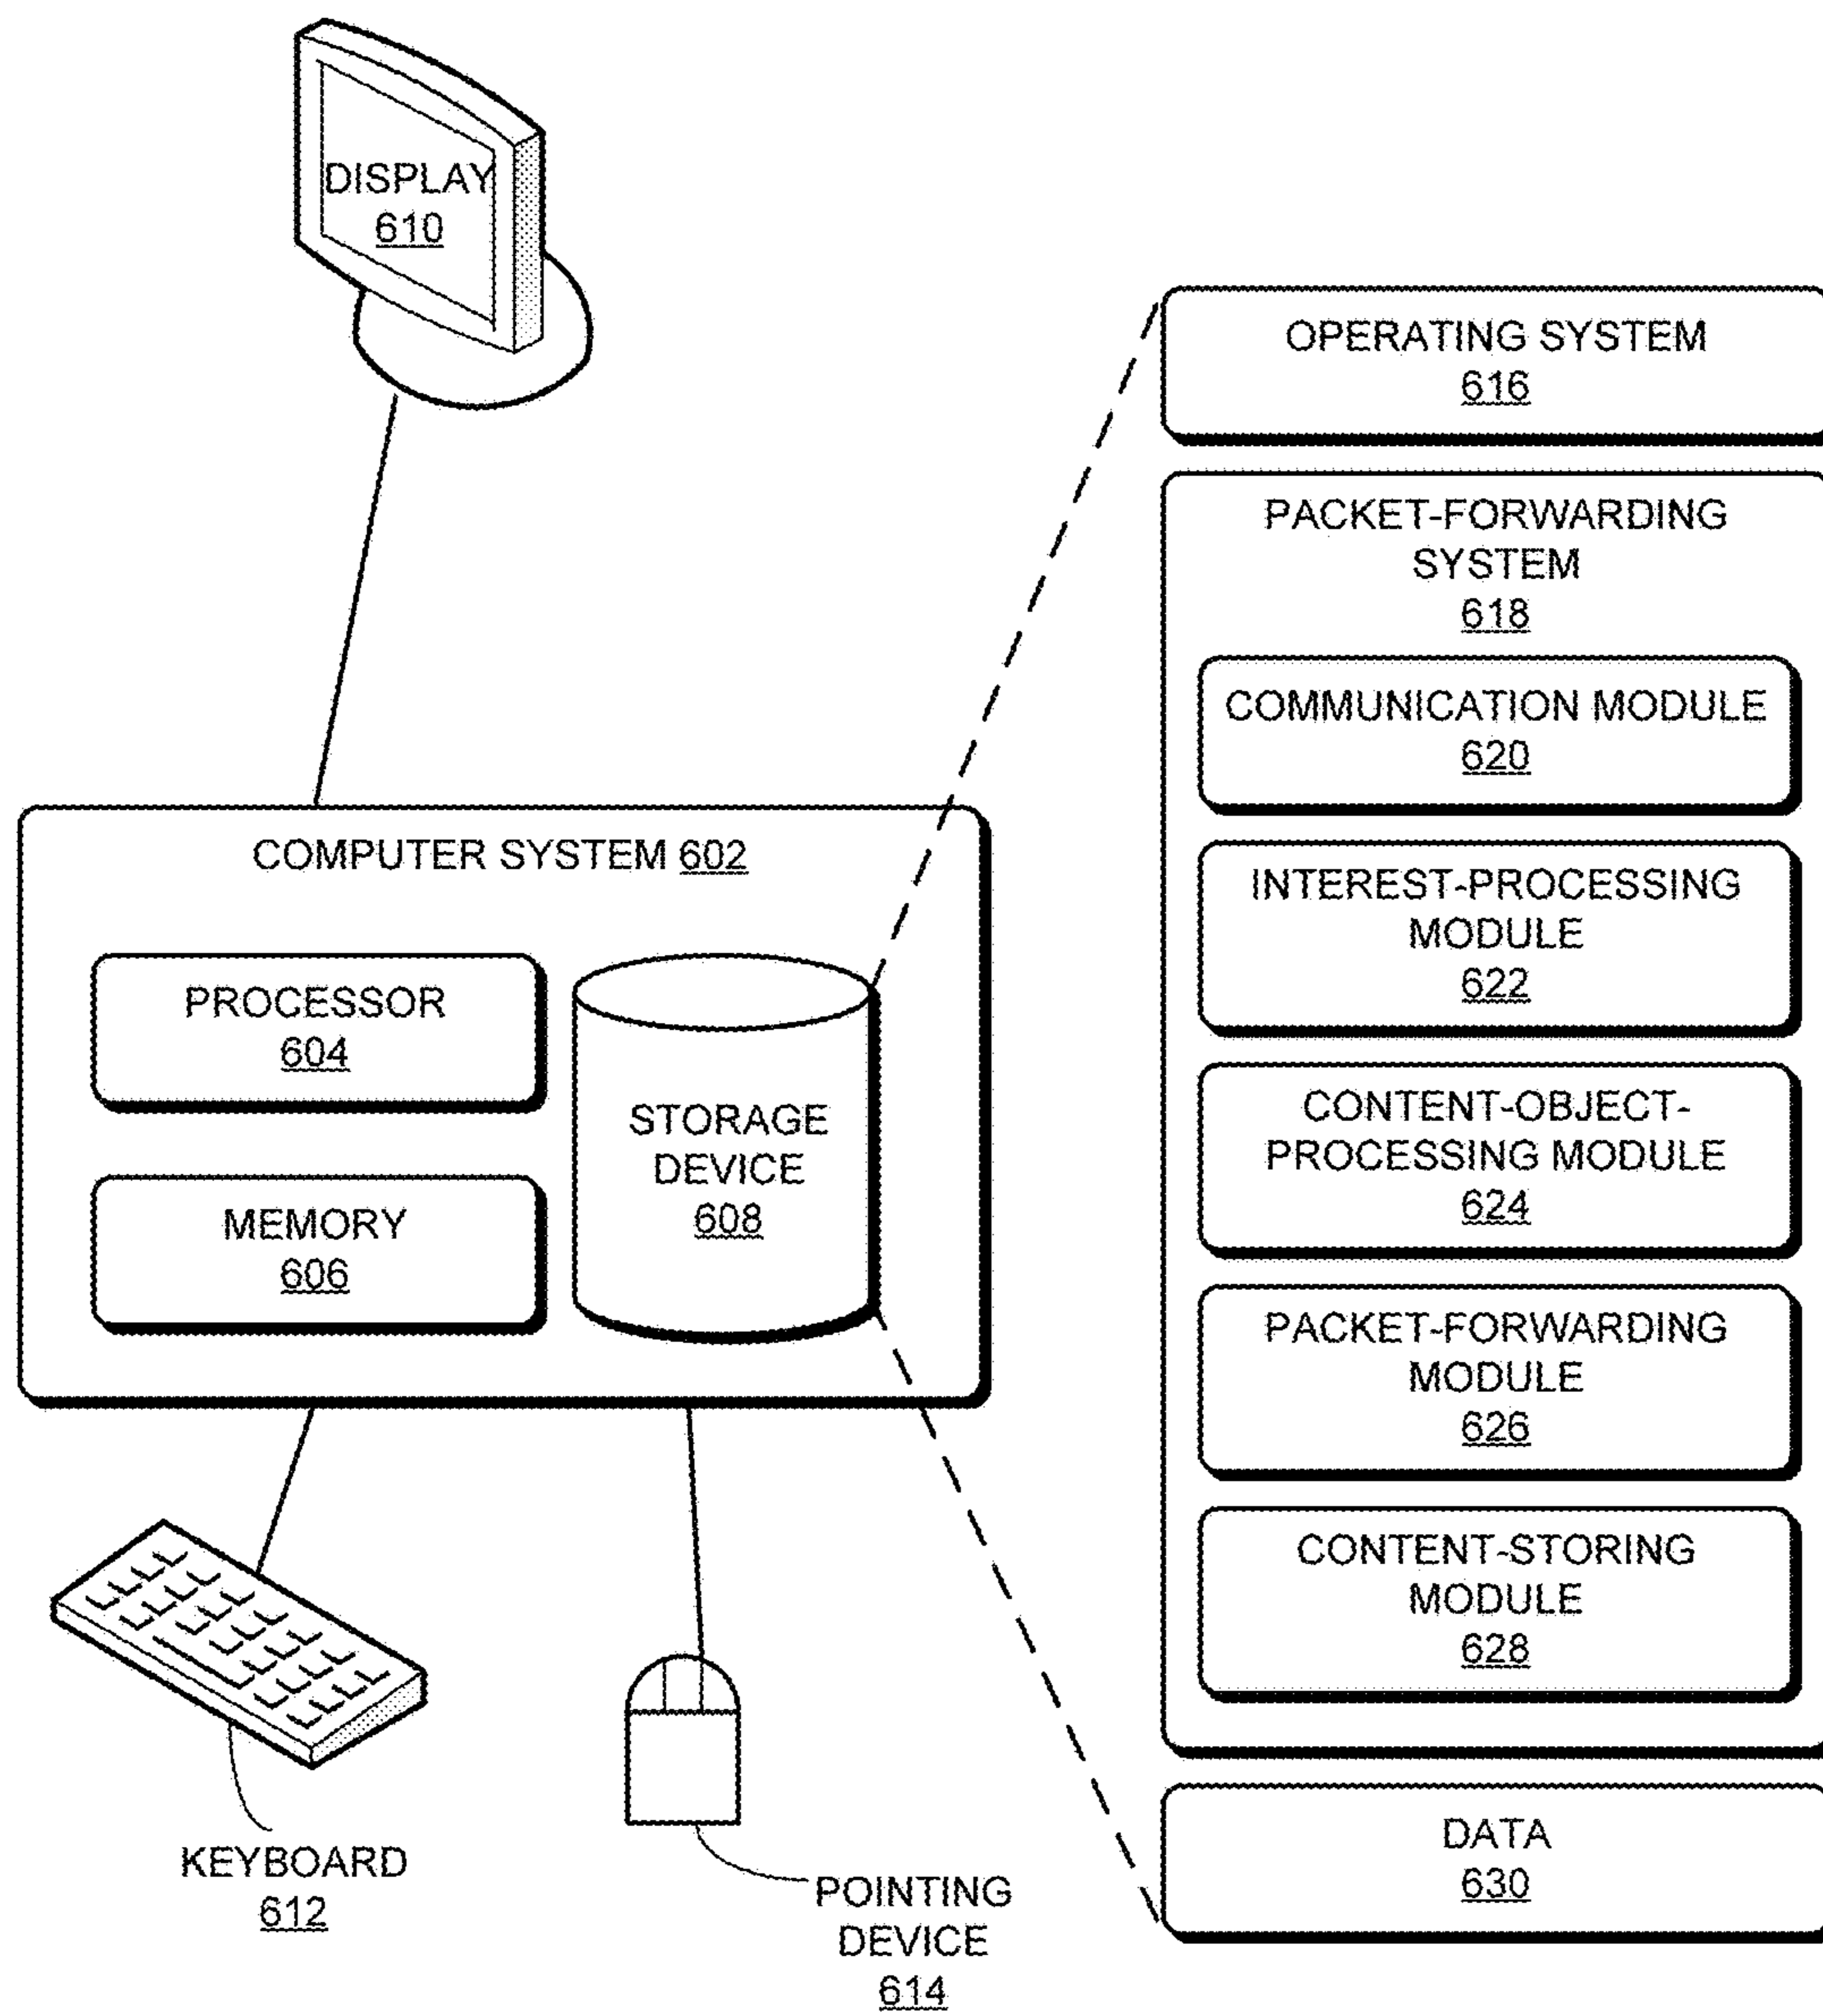 DISPLAY
610
COMPUTER SYSTEM 602
PROCESSOR
604
MEMORY
606
STORAGE
DEVICE
608
KEYBOARD
612
POINTING
DEVICE
614
OPERATING SYSTEM
616
PACKET-FORWARDING
SYSTEM
618
COMMUNICATION MODULE
620
INTEREST-PROCESSING
MODULE
622
CONTENT-OBJECT-
PROCESSING MODULE
624
PACKET-FORWARDING
MODULE
626
CONTENT-STORING
MODULE
628
DATA
630